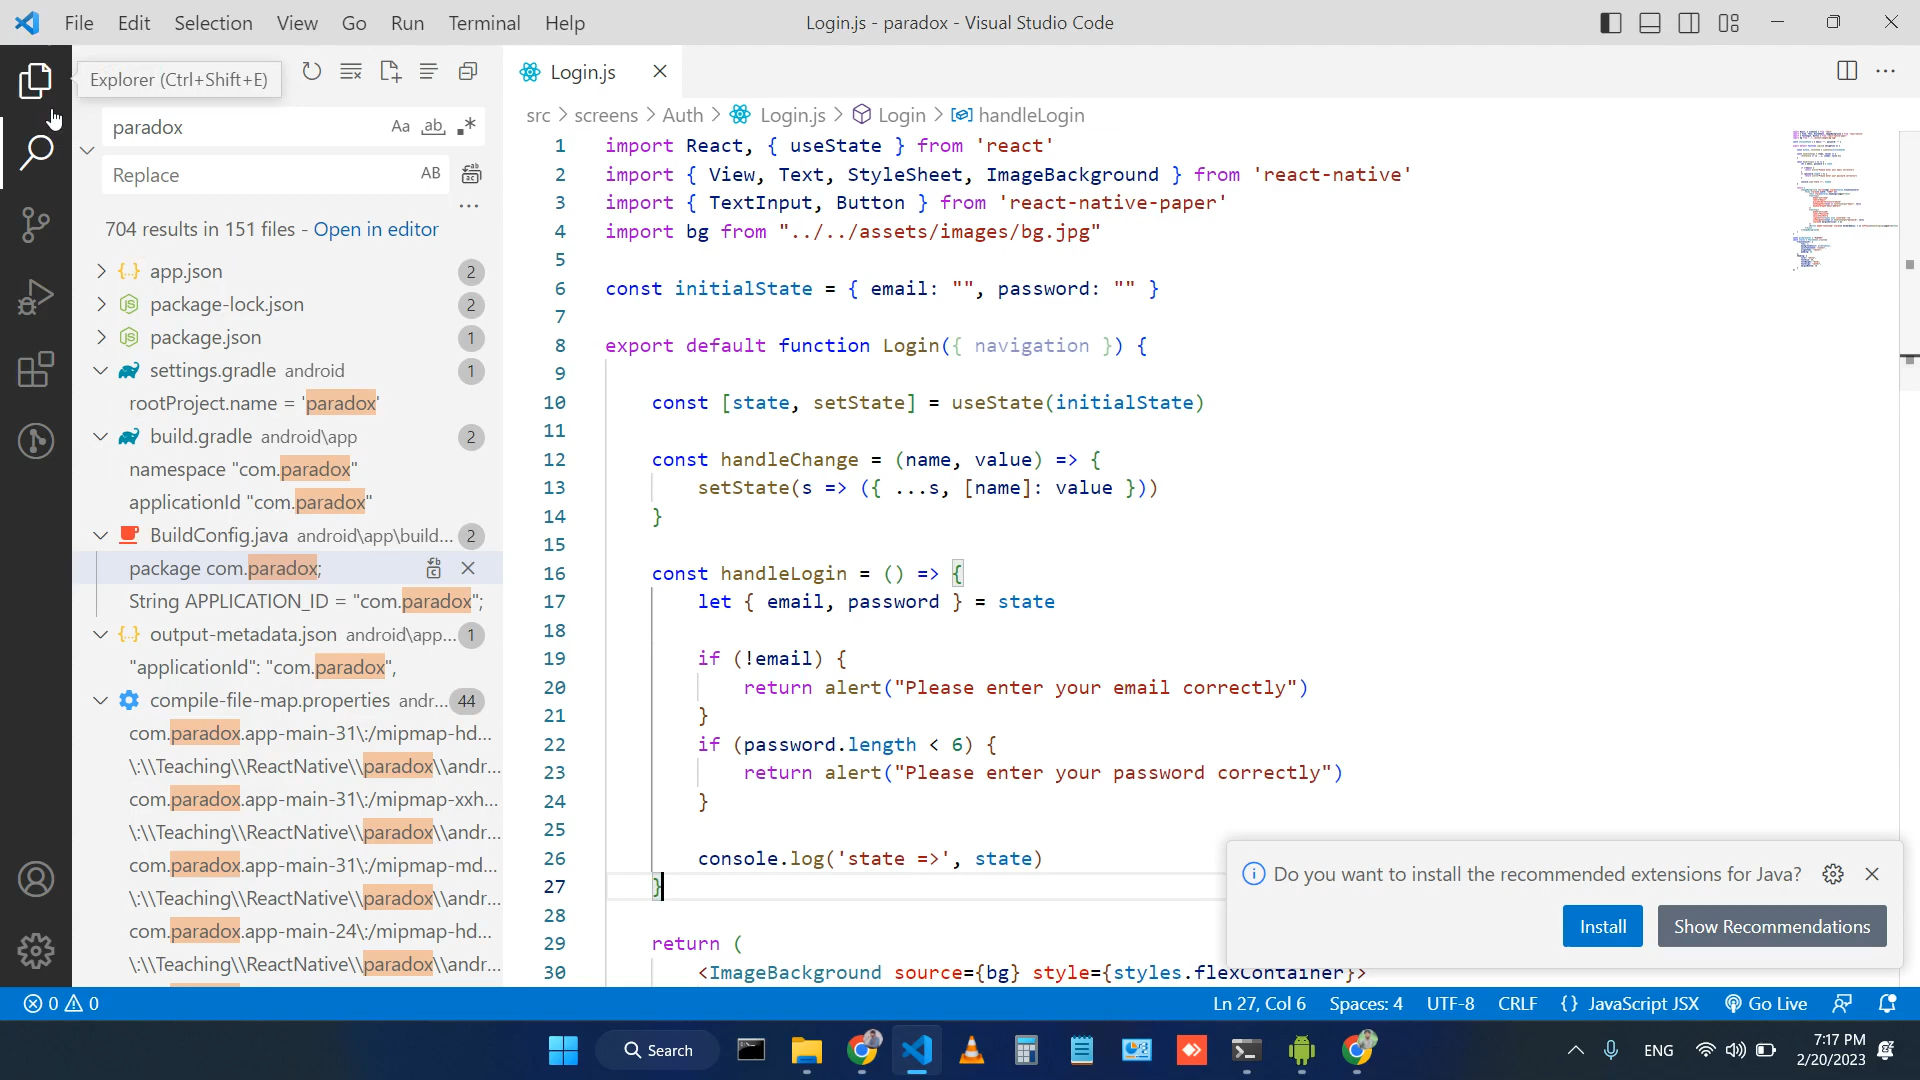 File Edit Selection View Go Run Terminal Help
Login.js - paradox - Visual Studio Code
Explorer (Ctrl+Shift+E)
paradox
Aa ab .*
Replace
AB
704 results in 151 files - Open in editor
app.json 2
package-lock.json 2
package.json 1
settings.gradle android 1
rootProject.name = 'paradox'
build.gradle android\app 2
namespace "com.paradox"
applicationId "com.paradox"
BuildConfig.java android\app\build... 2
package com.paradox;
String APPLICATION_ID = "com.paradox";
output-metadata.json android\app... 1
"applicationId": "com.paradox",
compile-file-map.properties andr... 44
com.paradox.app-main-31\:/mipmap-hd...
\:\\Teaching\\ReactNative\\paradox\\andr...
com.paradox.app-main-31\:/mipmap-xxh...
\:\\Teaching\\ReactNative\\paradox\\andr...
com.paradox.app-main-31\:/mipmap-md...
\:\\Teaching\\ReactNative\\paradox\\andr...
com.paradox.app-main-24\:/mipmap-hd...
\:\\Teaching\\ReactNative\\paradox\\andr...
Login.js
src > screens > Auth > Login.js > Login > handleLogin
1 import React, { useState } from 'react'
2 import { View, Text, StyleSheet, ImageBackground } from 'react-native'
3 import { TextInput, Button } from 'react-native-paper'
4 import bg from "../../assets/images/bg.jpg"
5
6 const initialState = { email: "", password: "" }
7
8 export default function Login({ navigation }) {
9
10 const [state, setState] = useState(initialState)
11
12 const handleChange = (name, value) => {
13 setState(s => ({ ...s, [name]: value }))
14 }
15
16 const handleLogin = () => {
17 let { email, password } = state
18
19 if (!email) {
20 return alert("Please enter your email correctly")
21 }
22 if (password.length < 6) {
23 return alert("Please enter your password correctly")
24 }
25
26 console.log('state =>', state)
27 }
28
29 return (
30 <ImageBackground source={bg} style={styles.flexContainer}>
Do you want to install the recommended extensions for Java?
Install
Show Recommendations
0 0
Ln 27, Col 6
Spaces: 4
UTF-8
CRLF
{} JavaScript JSX
Go Live
Search
ENG
7:17 PM
2/20/2023